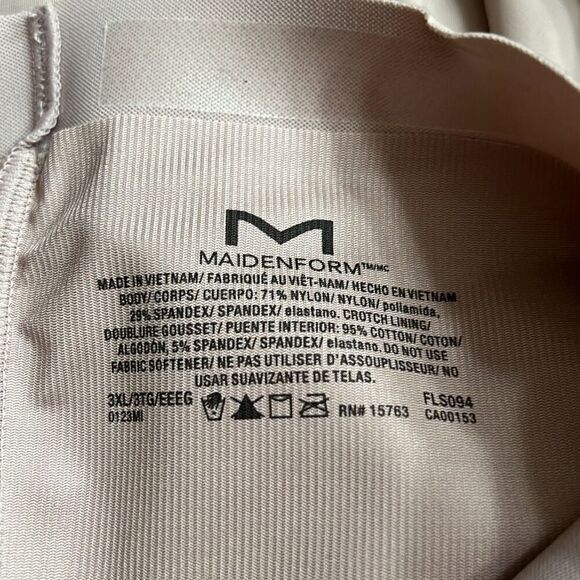 M
MAIDENFORM™/MC
MADE IN VIETNAM/ FABRIQUÉ AU VIÊT-NAM/ HECHO EN VIETNAM
BODY/ CORPS/ CUERPO: 71% NYLON/ NYLON/ poliamida,
29% SPANDEX/ SPANDEX/ elastano. CROTCH LINING/
DOUBLURE GOUSSET/ PUENTE INTERIOR: 95% COTTON/ COTON/
ALGODÓN, 5% SPANDEX/ SPANDEX/ elastano. DO NOT USE
FABRIC SOFTENER/ NE PAS UTILISER D'ASSOUPLISSEUR/ NO
USAR SUAVIZANTE DE TELAS.
3XL/3TG/EEEG RN# 15763 FLS094
0123MI CA00153